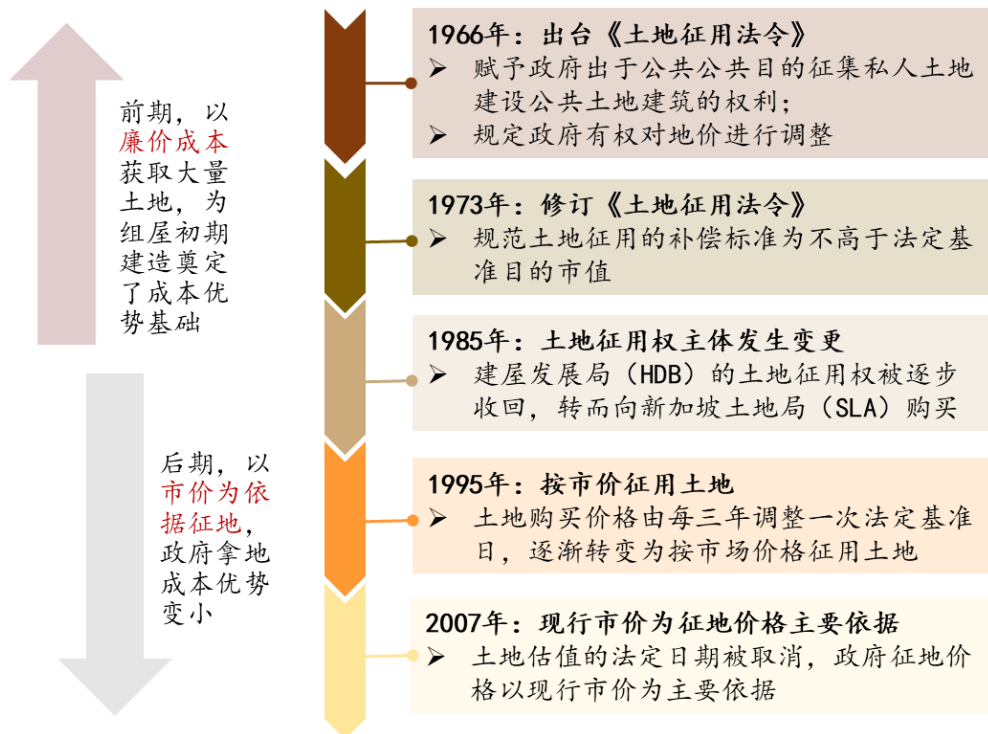 前期，以
廉价成本
获取大量
土地，为
组屋初期
建造奠定
了成本优
势基础
后期，以
市价为依
据征地，
政府拿地
成本优势
变小
1966年：出台《土地征用法令》
➢ 赋予政府出于公共公共目的征集私人土地
建设公共土地建筑的权利；
➢ 规定政府有权对地价进行调整
1973年：修订《土地征用法令》
➢ 规范土地征用的补偿标准为不高于法定基
准目的市值
1985年：土地征用权主体发生变更
➢ 建屋发展局（HDB）的土地征用权被逐步
收回，转而向新加坡土地局（SLA）购买
1995年：按市价征用土地
➢ 土地购买价格由每三年调整一次法定基准
日，逐渐转变为按市场价格征用土地
2007年：现行市价为征地价格主要依据
➢ 土地估值的法定日期被取消，政府征地价
格以现行市价为主要依据